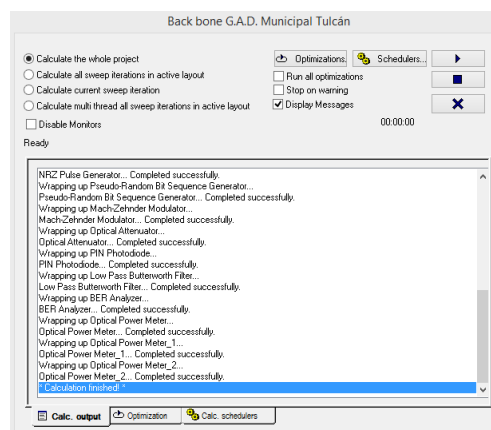 Back bone G.A.D. Municipal Tulcán
Calculate the whole project
Optimizations.
Schedulers...
Calculate all sweep iterations in active layout
Run all optimizations
Calculate current sweep iteration
Stop on warning
Calculate multi thread all sweep iterations in active layout
Display Messages
Disable Monitors
00:00:00
Ready
NRZ Pulse Generator... Completed successfully.
Wrapping up Pseudo-Random Bit Sequence Generator...
Pseudo-Random Bit Sequence Generator... Completed successfully.
Wrapping up Mach-Zehnder Modulator...
Mach-Zehnder Modulator... Completed successfully.
Wrapping up Optical Attenuator...
Optical Attenuator... Completed successfully.
Wrapping up PIN Photodiode...
PIN Photodiode... Completed successfully.
Wrapping up Low Pass Butterworth Filter...
Low Pass Butterworth Filter... Completed successfully.
Wrapping up BER Analyzer...
BER Analyzer... Completed successfully.
Wrapping up Optical Power Meter...
Optical Power Meter... Completed successfully.
Wrapping up Optical Power Meter_1...
Optical Power Meter_1... Completed successfully.
Wrapping up Optical Power Meter_2...
Optical Power Meter_2... Completed successfully.
* Calculation finished! *
Calc. output
Optimization
Calc. schedulers